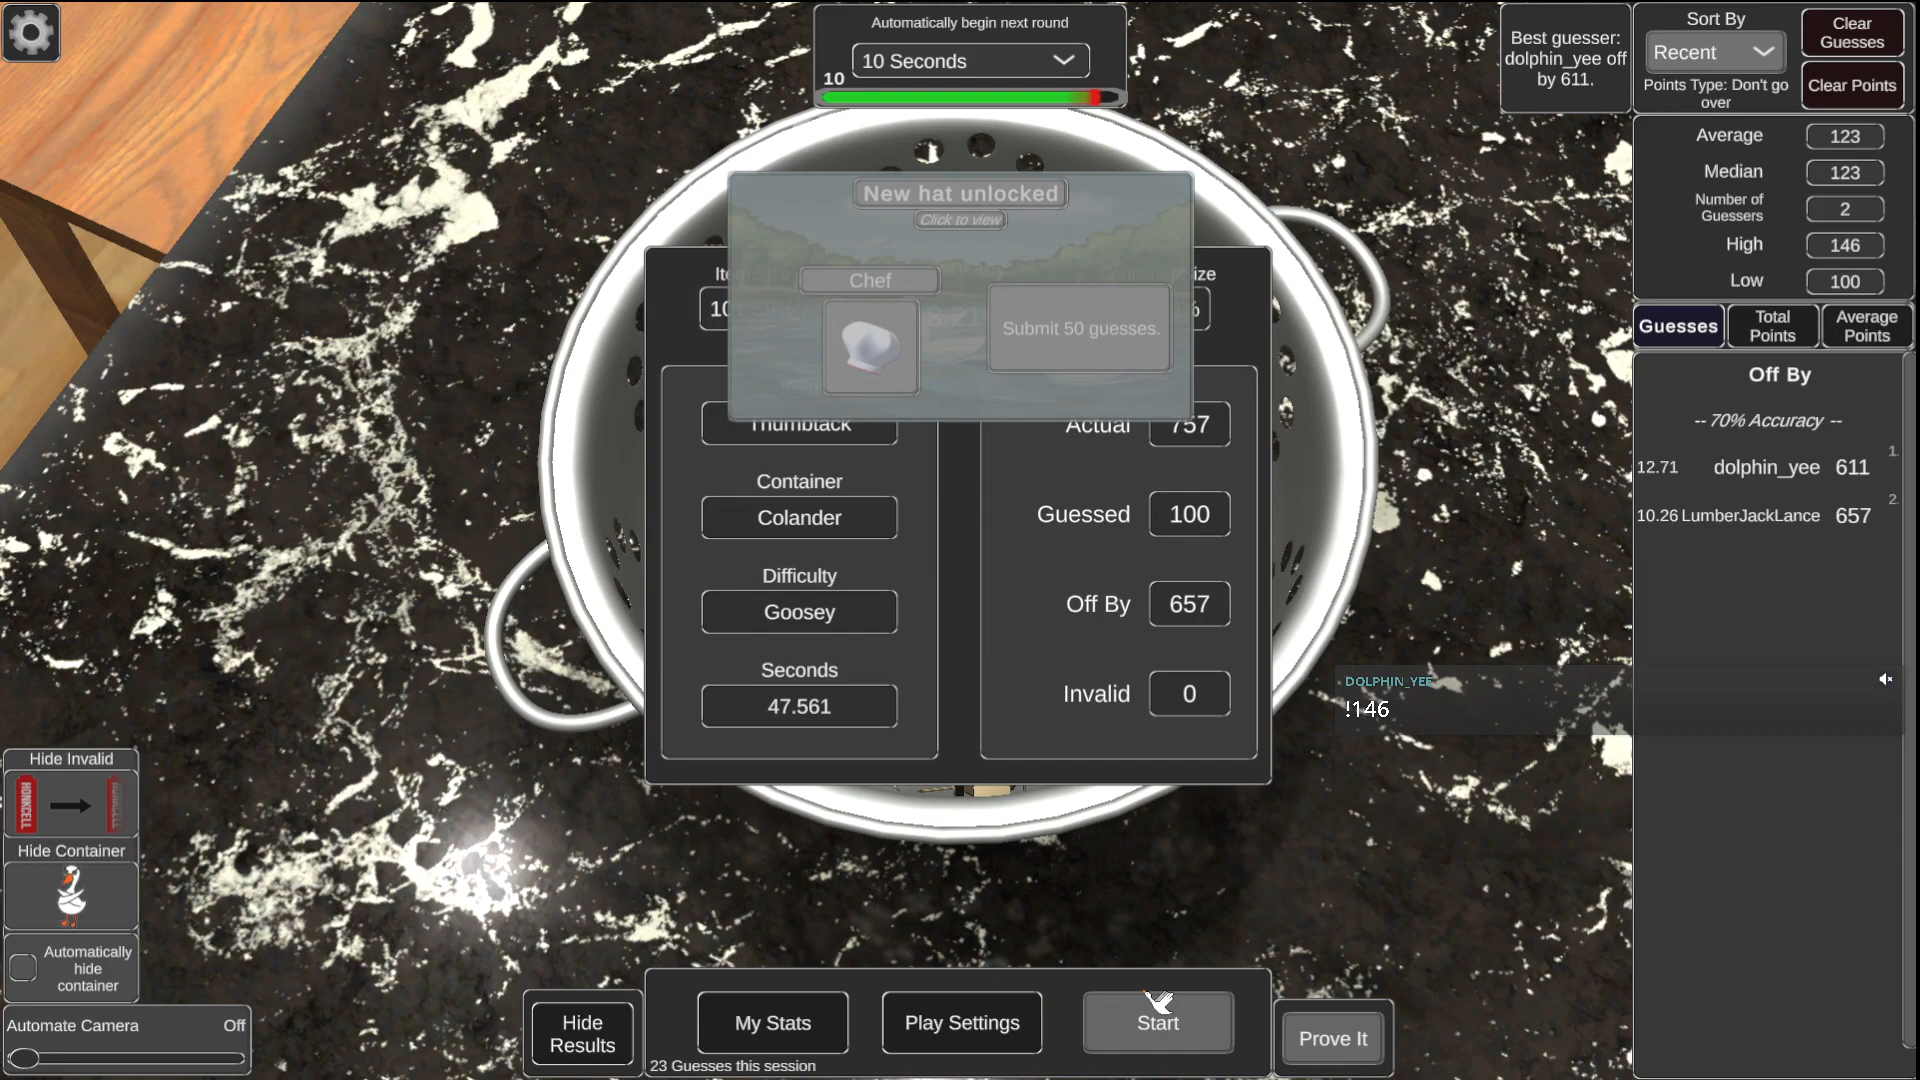 Automatically begin next round
10 Seconds
10
Best guesser:
dolphin_yee off
by 611.
Sort By
Recent
Points Type: Don't go
over
Clear
Guesses
Clear Points
Average
123
Median
123
Number of
Guessers
2
High
146
Low
100
Guesses
Total
Points
Average
Points
Off By
-- 70% Accuracy --
1.
12.71 dolphin_yee 611
2.
10.26 LumberJackLance 657
New hat unlocked
Click to view
Chef
Submit 50 guesses.
Thumbtack
Container
Colander
Difficulty
Goosey
Seconds
47.561
Actual
757
Guessed
100
Off By
657
Invalid
0
DOLPHIN_YEE
!146
Hide Invalid
HONKCELL
Hide Container
Automatically
hide
container
Automate Camera
Off
Hide
Results
My Stats
Play Settings
Start
Prove It
23 Guesses this session